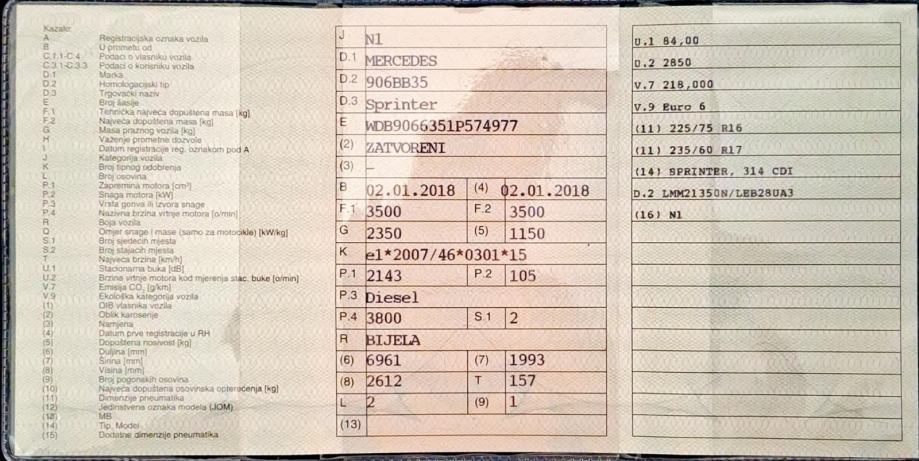 Kazalo:
A Registracijska oznaka vozila
B U prometu od
C.1.1-C.4 Podaci o vlasniku vozila
C.3.1-C.3.3 Podaci o korisniku vozila
D.1 Marka
D.2 Homologacijski tip
D.3 Trgovački naziv
E Broj šasije
F.1 Tehnička najveća dopuštena masa [kg]
F.2 Najveća dopuštena masa [kg]
G Masa praznog vozila [kg]
H Važenje prometne dozvole
I Datum registracije reg. oznakom pod A
J Kategorija vozila
K Broj tipnog odobrenja
L Broj osovina
P.1 Zapremina motora [cm³]
P.2 Snaga motora [kW]
P.3 Vrsta goriva ili izvora snage
P.4 Nazivna brzina vrtnje motora [o/min]
R Boja vozila
Q Omjer snage i mase (samo za motocikle) [kW/kg]
S.1 Broj sjedećih mjesta
S.2 Broj stajaćih mjesta
T Najveća brzina [km/h]
U.1 Stacionarna buka [dB]
U.2 Brzina vrtnje motora kod mjerenja stac. buke [o/min]
V.7 Emisija CO₂ [g/km]
V.9 Ekološka kategorija vozila
(1) OIB vlasnika vozila
(2) Oblik karoserije
(3) Namjena
(4) Datum prve registracije u RH
(5) Dopuštena nosivost [kg]
(6) Duljina [mm]
(7) Širina [mm]
(8) Visina [mm]
(9) Broj pogonskih osovina
(10) Najveća dopuštena osovinska opterećenja [kg]
(11) Dimenzije pneumatika
(12) Jedinstvena oznaka modela (JOM)
(13) MB
(14) Tip, Model
(15) Dodatne dimenzije pneumatika
J N1
D.1 MERCEDES
D.2 906BB35
D.3 Sprinter
E WDB9066351P574977
(2) ZATVORENI
(3) –
B 02.01.2018 (4) 02.01.2018
F.1 3500 F.2 3500
G 2350 (5) 1150
K e1*2007/46*0301*15
P.1 2143 P.2 105
P.3 Diesel
P.4 3800 S.1 2
R BIJELA
(6) 6961 (7) 1993
(8) 2612 T 157
L 2 (9) 1
(13)
U.1 84,00
U.2 2850
V.7 218,000
V.9 Euro 6
(11) 225/75 R16
(11) 235/60 R17
(14) SPRINTER, 314 CDI
D.2 LMM21350N/LEB280A3
(16) N1